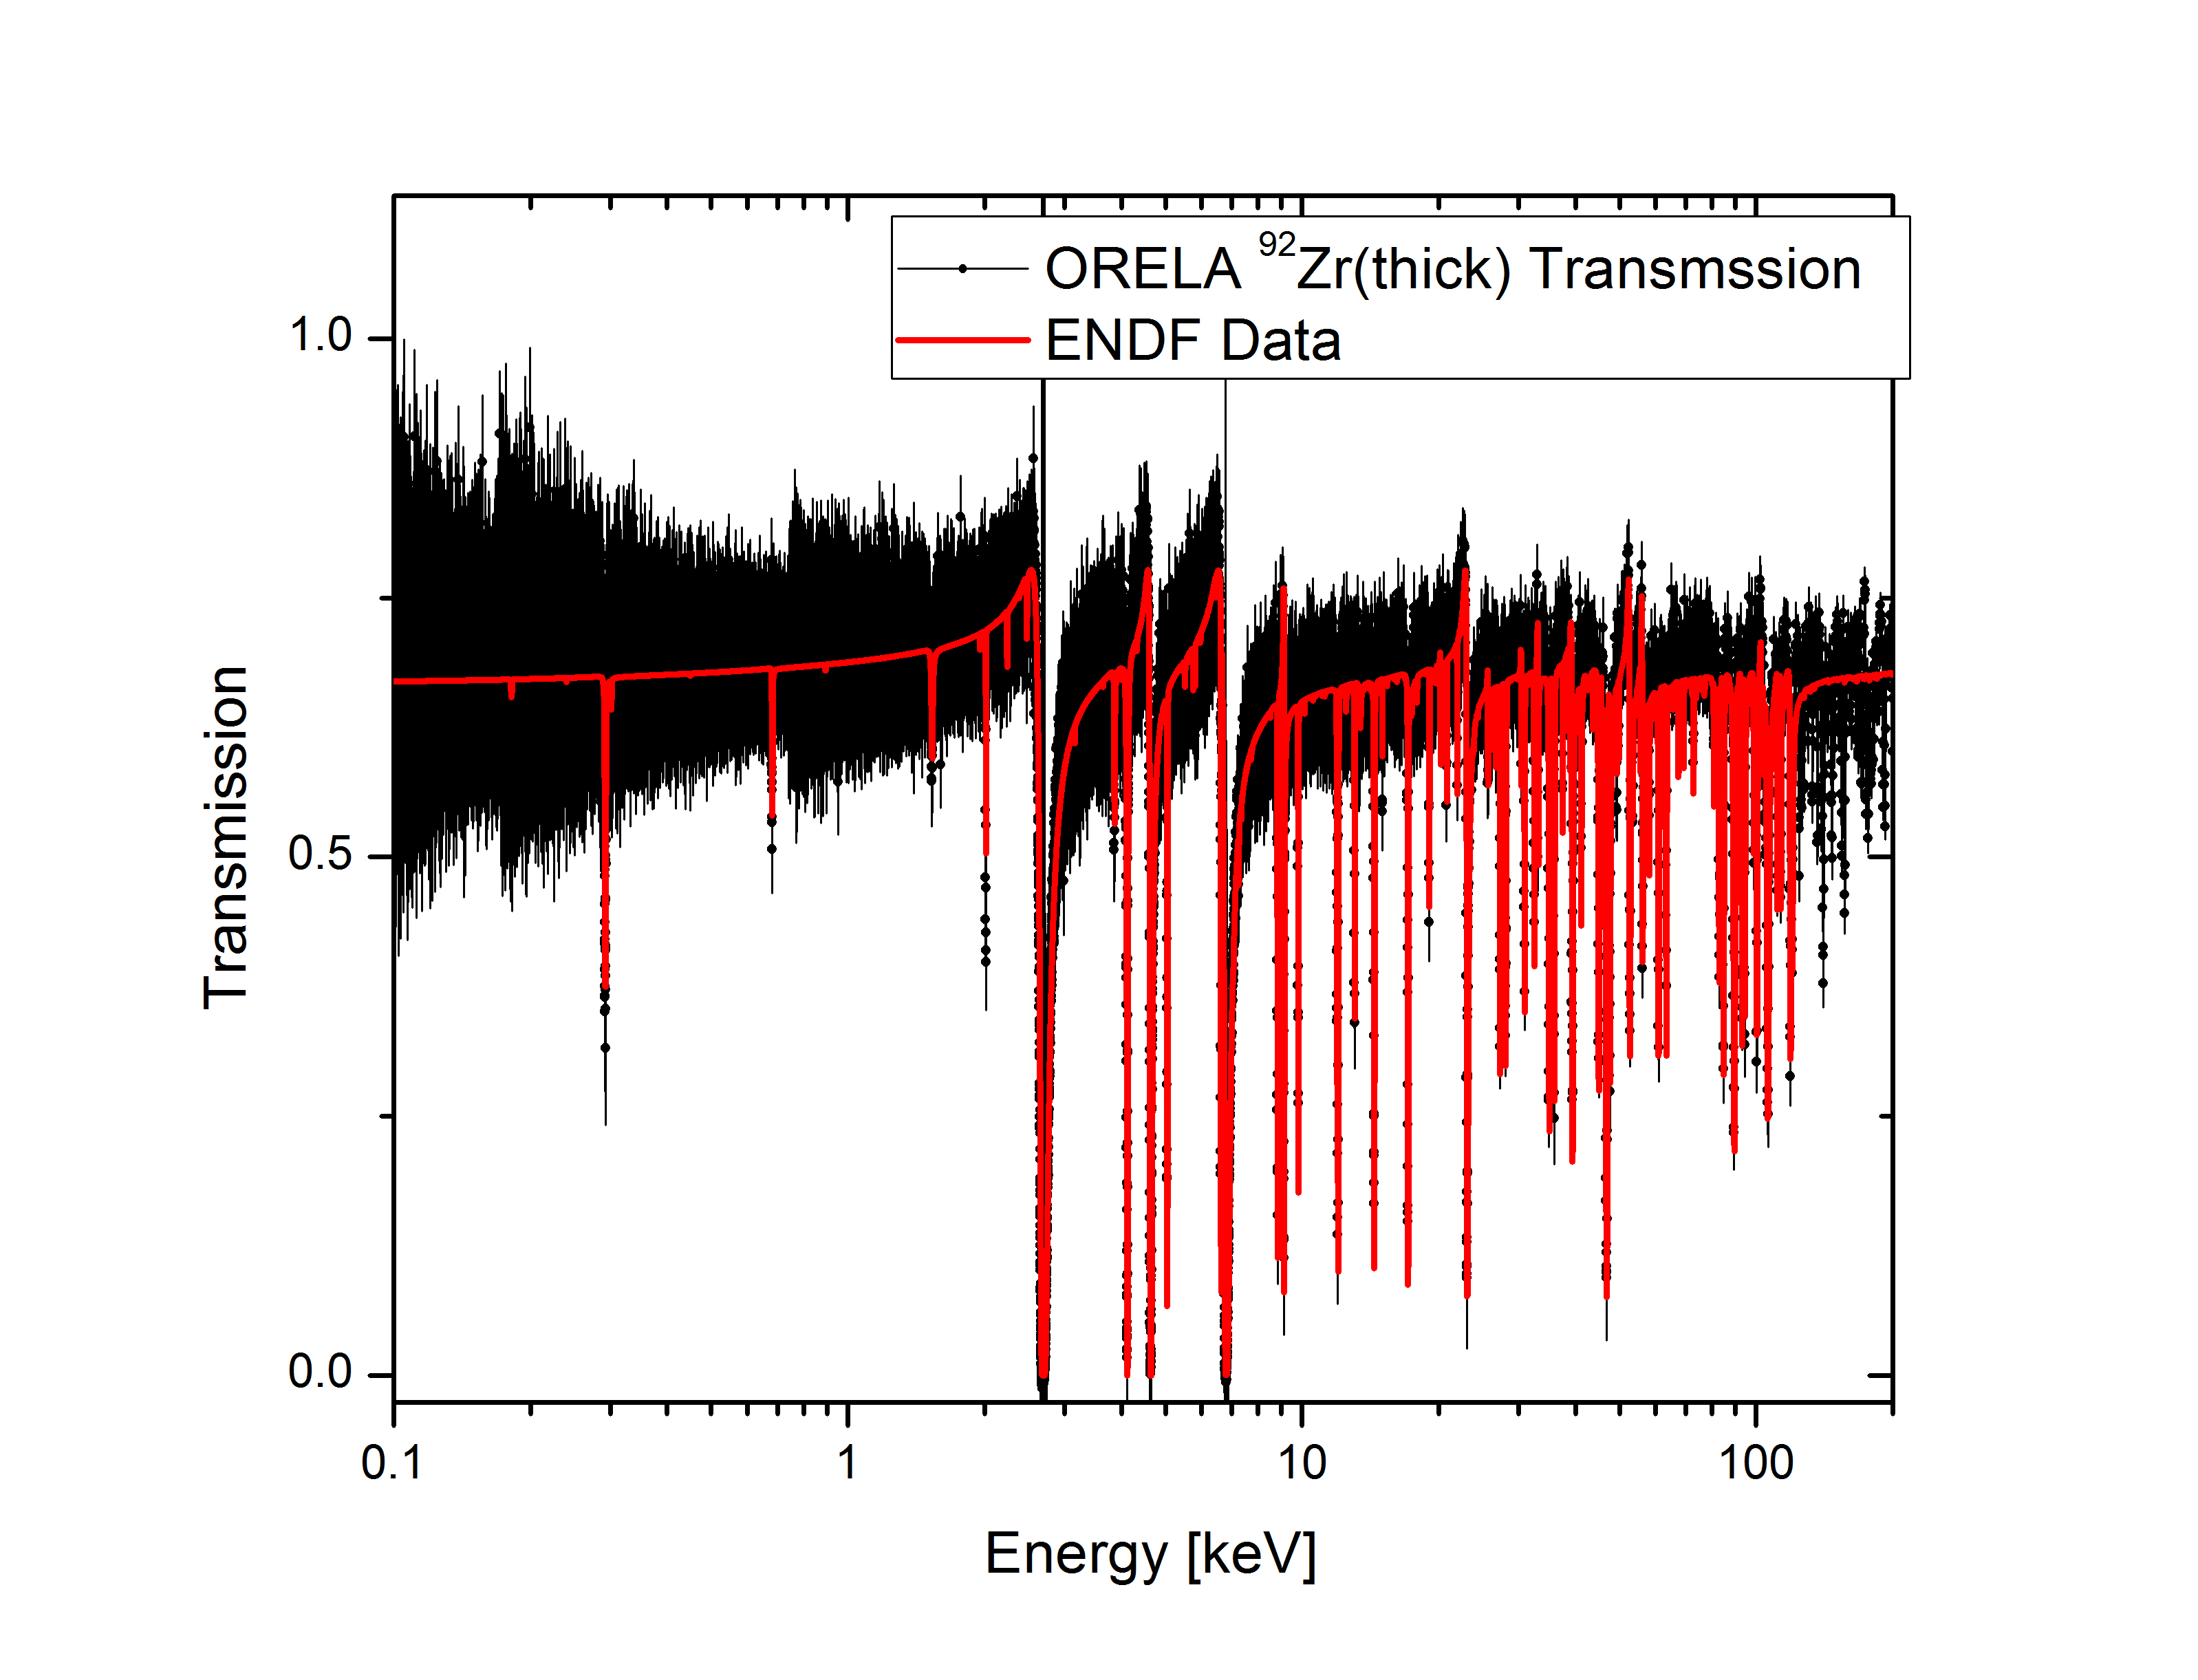 ORELA ⁹²Zr(thick) Transmssion
ENDF Data
1.0
0.5
0.0
Transmission
0.1
1
10
100
Energy [keV]